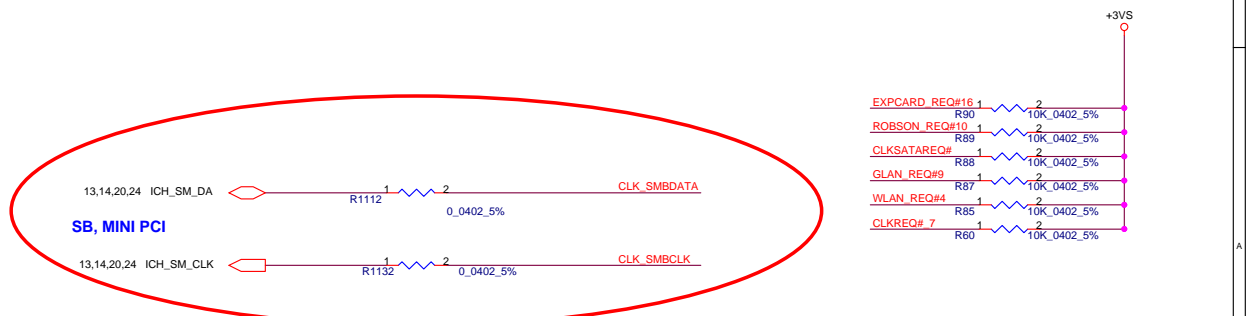 +3VS
EXPCARD_REQ#16 1 2
R90 10K_0402_5%
ROBSON_REQ#10 1 2
R89 10K_0402_5%
CLKSATAREQ# 1 2
R88 10K_0402_5%
GLAN_REQ#9 1 2
R87 10K_0402_5%
WLAN_REQ#4 1 2
R85 10K_0402_5%
CLKREQ#_7 1 2
R60 10K_0402_5%
13,14,20,24 ICH_SM_DA 1 2 CLK_SMBDATA
R1112 0_0402_5%
SB, MINI PCI
13,14,20,24 ICH_SM_CLK 1 2 CLK_SMBCLK
R1132 0_0402_5%
A